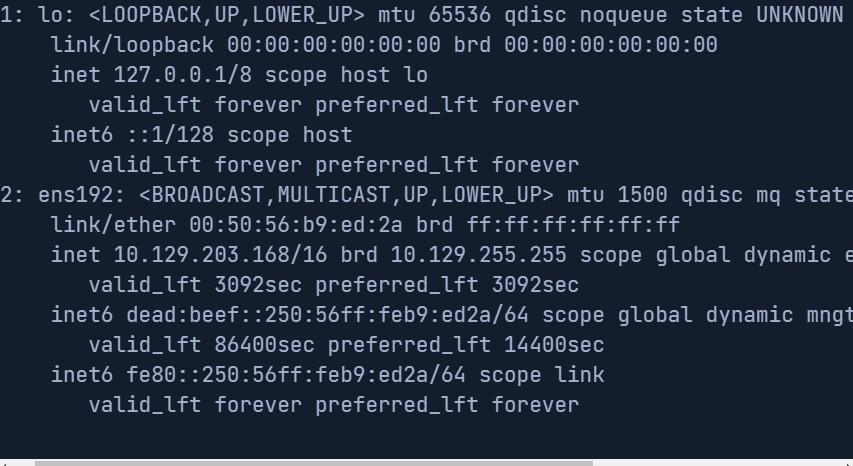 1: lo: <LOOPBACK,UP,LOWER_UP> mtu 65536 qdisc noqueue state UNKNOWN
link/loopback 00:00:00:00:00:00 brd 00:00:00:00:00:00
inet 127.0.0.1/8 scope host lo
valid_lft forever preferred_lft forever
inet6 ::1/128 scope host
valid_lft forever preferred_lft forever
2: ens192: <BROADCAST,MULTICAST,UP,LOWER_UP> mtu 1500 qdisc mq state
link/ether 00:50:56:b9:ed:2a brd ff:ff:ff:ff:ff:ff
inet 10.129.203.168/16 brd 10.129.255.255 scope global dynamic e
valid_lft 3092sec preferred_lft 3092sec
inet6 dead:beef::250:56ff:feb9:ed2a/64 scope global dynamic mngt
valid_lft 86400sec preferred_lft 14400sec
inet6 fe80::250:56ff:feb9:ed2a/64 scope link
valid_lft forever preferred_lft forever